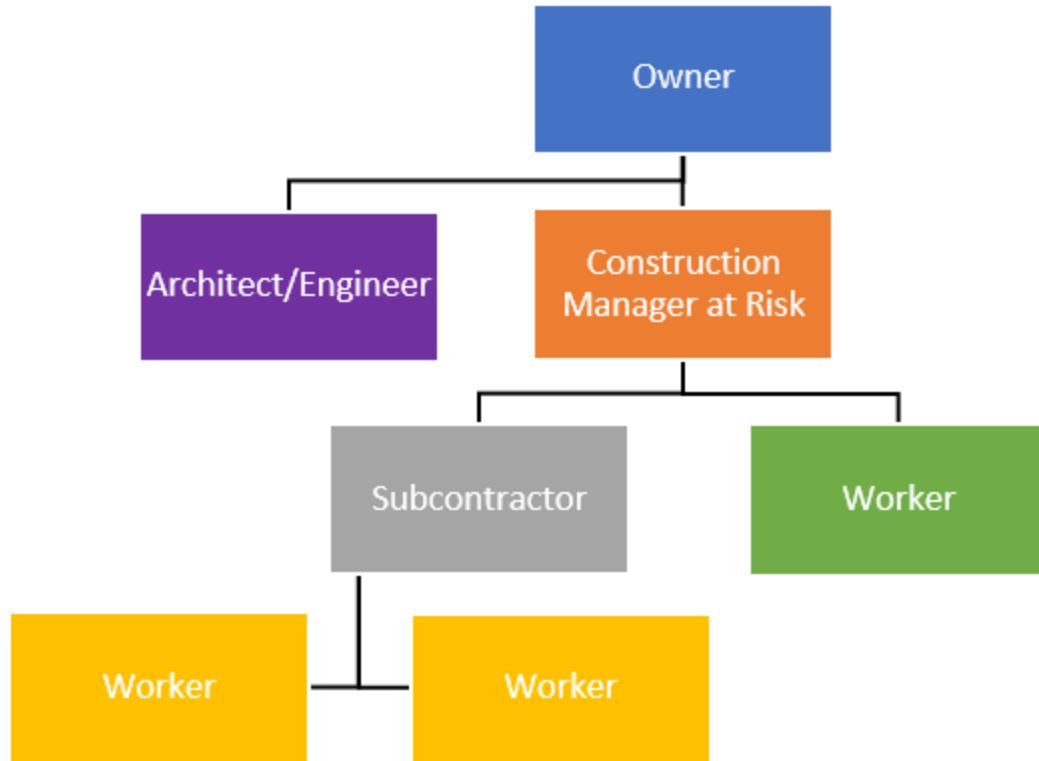 Owner
Architect/Engineer
Construction
Manager at Risk
Subcontractor
Worker
Worker
Worker